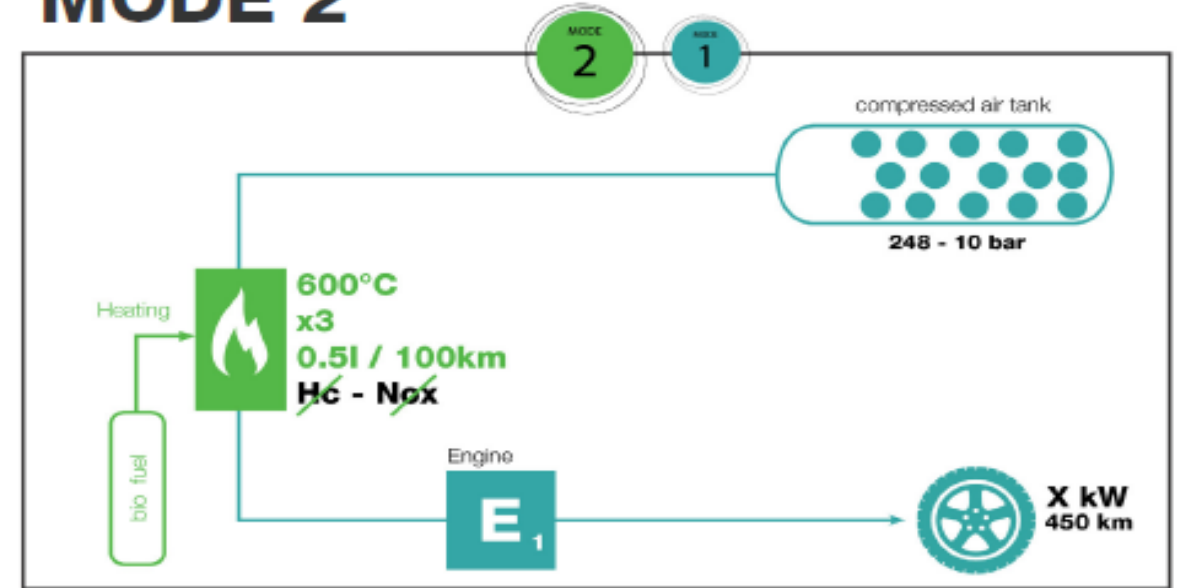 MODE 2
MODE
2
1
compressed air tank
248 - 10 bar
Heating
600°C
x3
0.5l / 100km
Hc - Nox
bio fuel
Engine
E 1
X kW
450 km